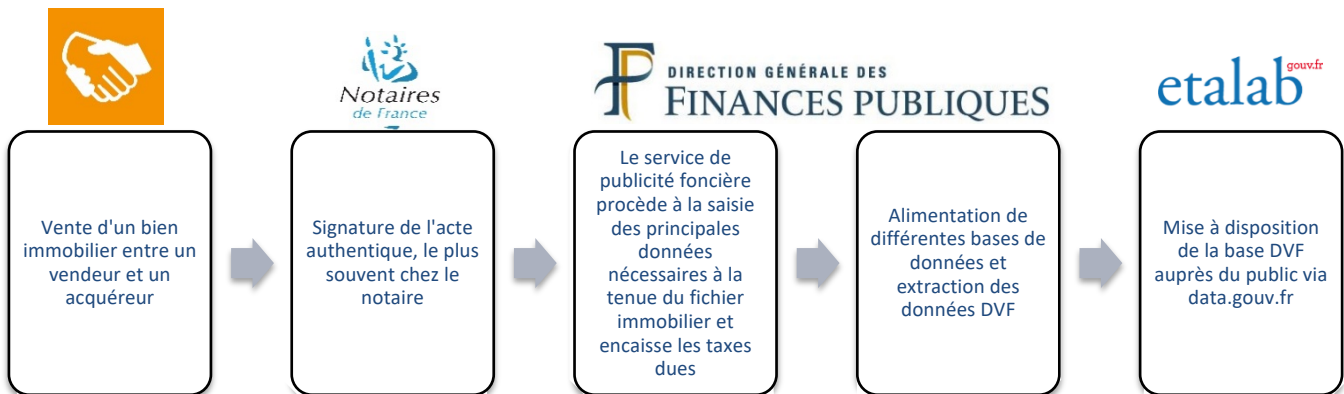 Notaires
de France
DIRECTION GÉNÉRALE DES
FINANCES PUBLIQUES
etalab
gouv.fr
Vente d'un bien
immobilier entre un
vendeur et un
acquéreur
Signature de l'acte
authentique, le plus
souvent chez le
notaire
Le service de
publicité foncière
procède à la saisie
des principales
données
nécessaires à la
tenue du fichier
immobilier et
encaisse les taxes
dues
Alimentation de
différentes bases de
données et
extraction des
données DVF
Mise à disposition
de la base DVF
auprès du public via
data.gouv.fr